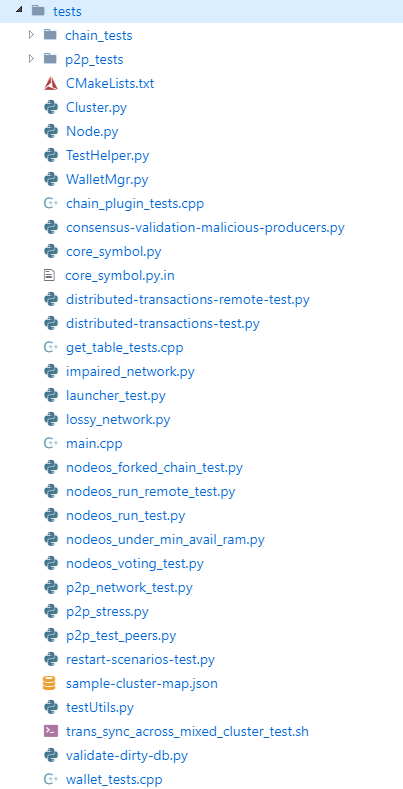 tests
chain_tests
p2p_tests
CMakeLists.txt
Cluster.py
Node.py
TestHelper.py
WalletMgr.py
chain_plugin_tests.cpp
consensus-validation-malicious-producers.py
core_symbol.py
core_symbol.py.in
distributed-transactions-remote-test.py
distributed-transactions-test.py
get_table_tests.cpp
impaired_network.py
launcher_test.py
lossy_network.py
main.cpp
nodeos_forked_chain_test.py
nodeos_run_remote_test.py
nodeos_run_test.py
nodeos_under_min_avail_ram.py
nodeos_voting_test.py
p2p_network_test.py
p2p_stress.py
p2p_test_peers.py
restart-scenarios-test.py
sample-cluster-map.json
testUtils.py
trans_sync_across_mixed_cluster_test.sh
validate-dirty-db.py
wallet_tests.cpp